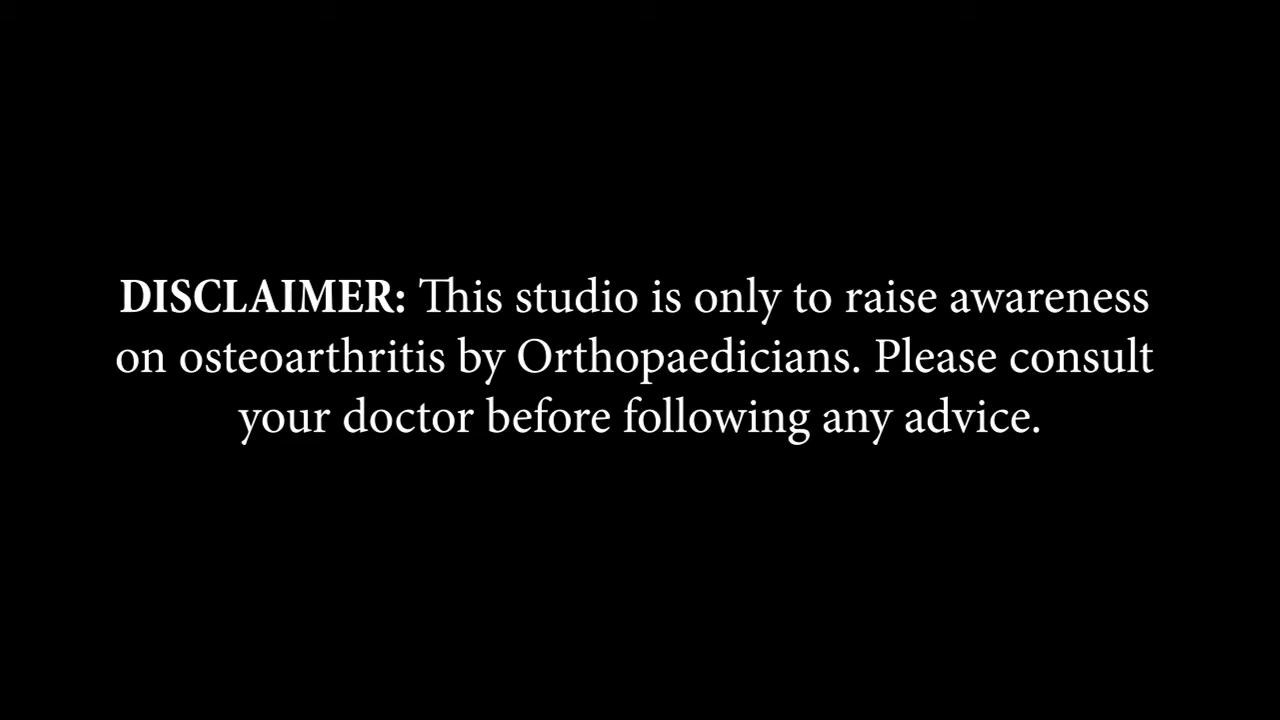 DISCLAIMER: This studio is only to raise awareness
on osteoarthritis by Orthopaedicians. Please consult
your doctor before following any advice.